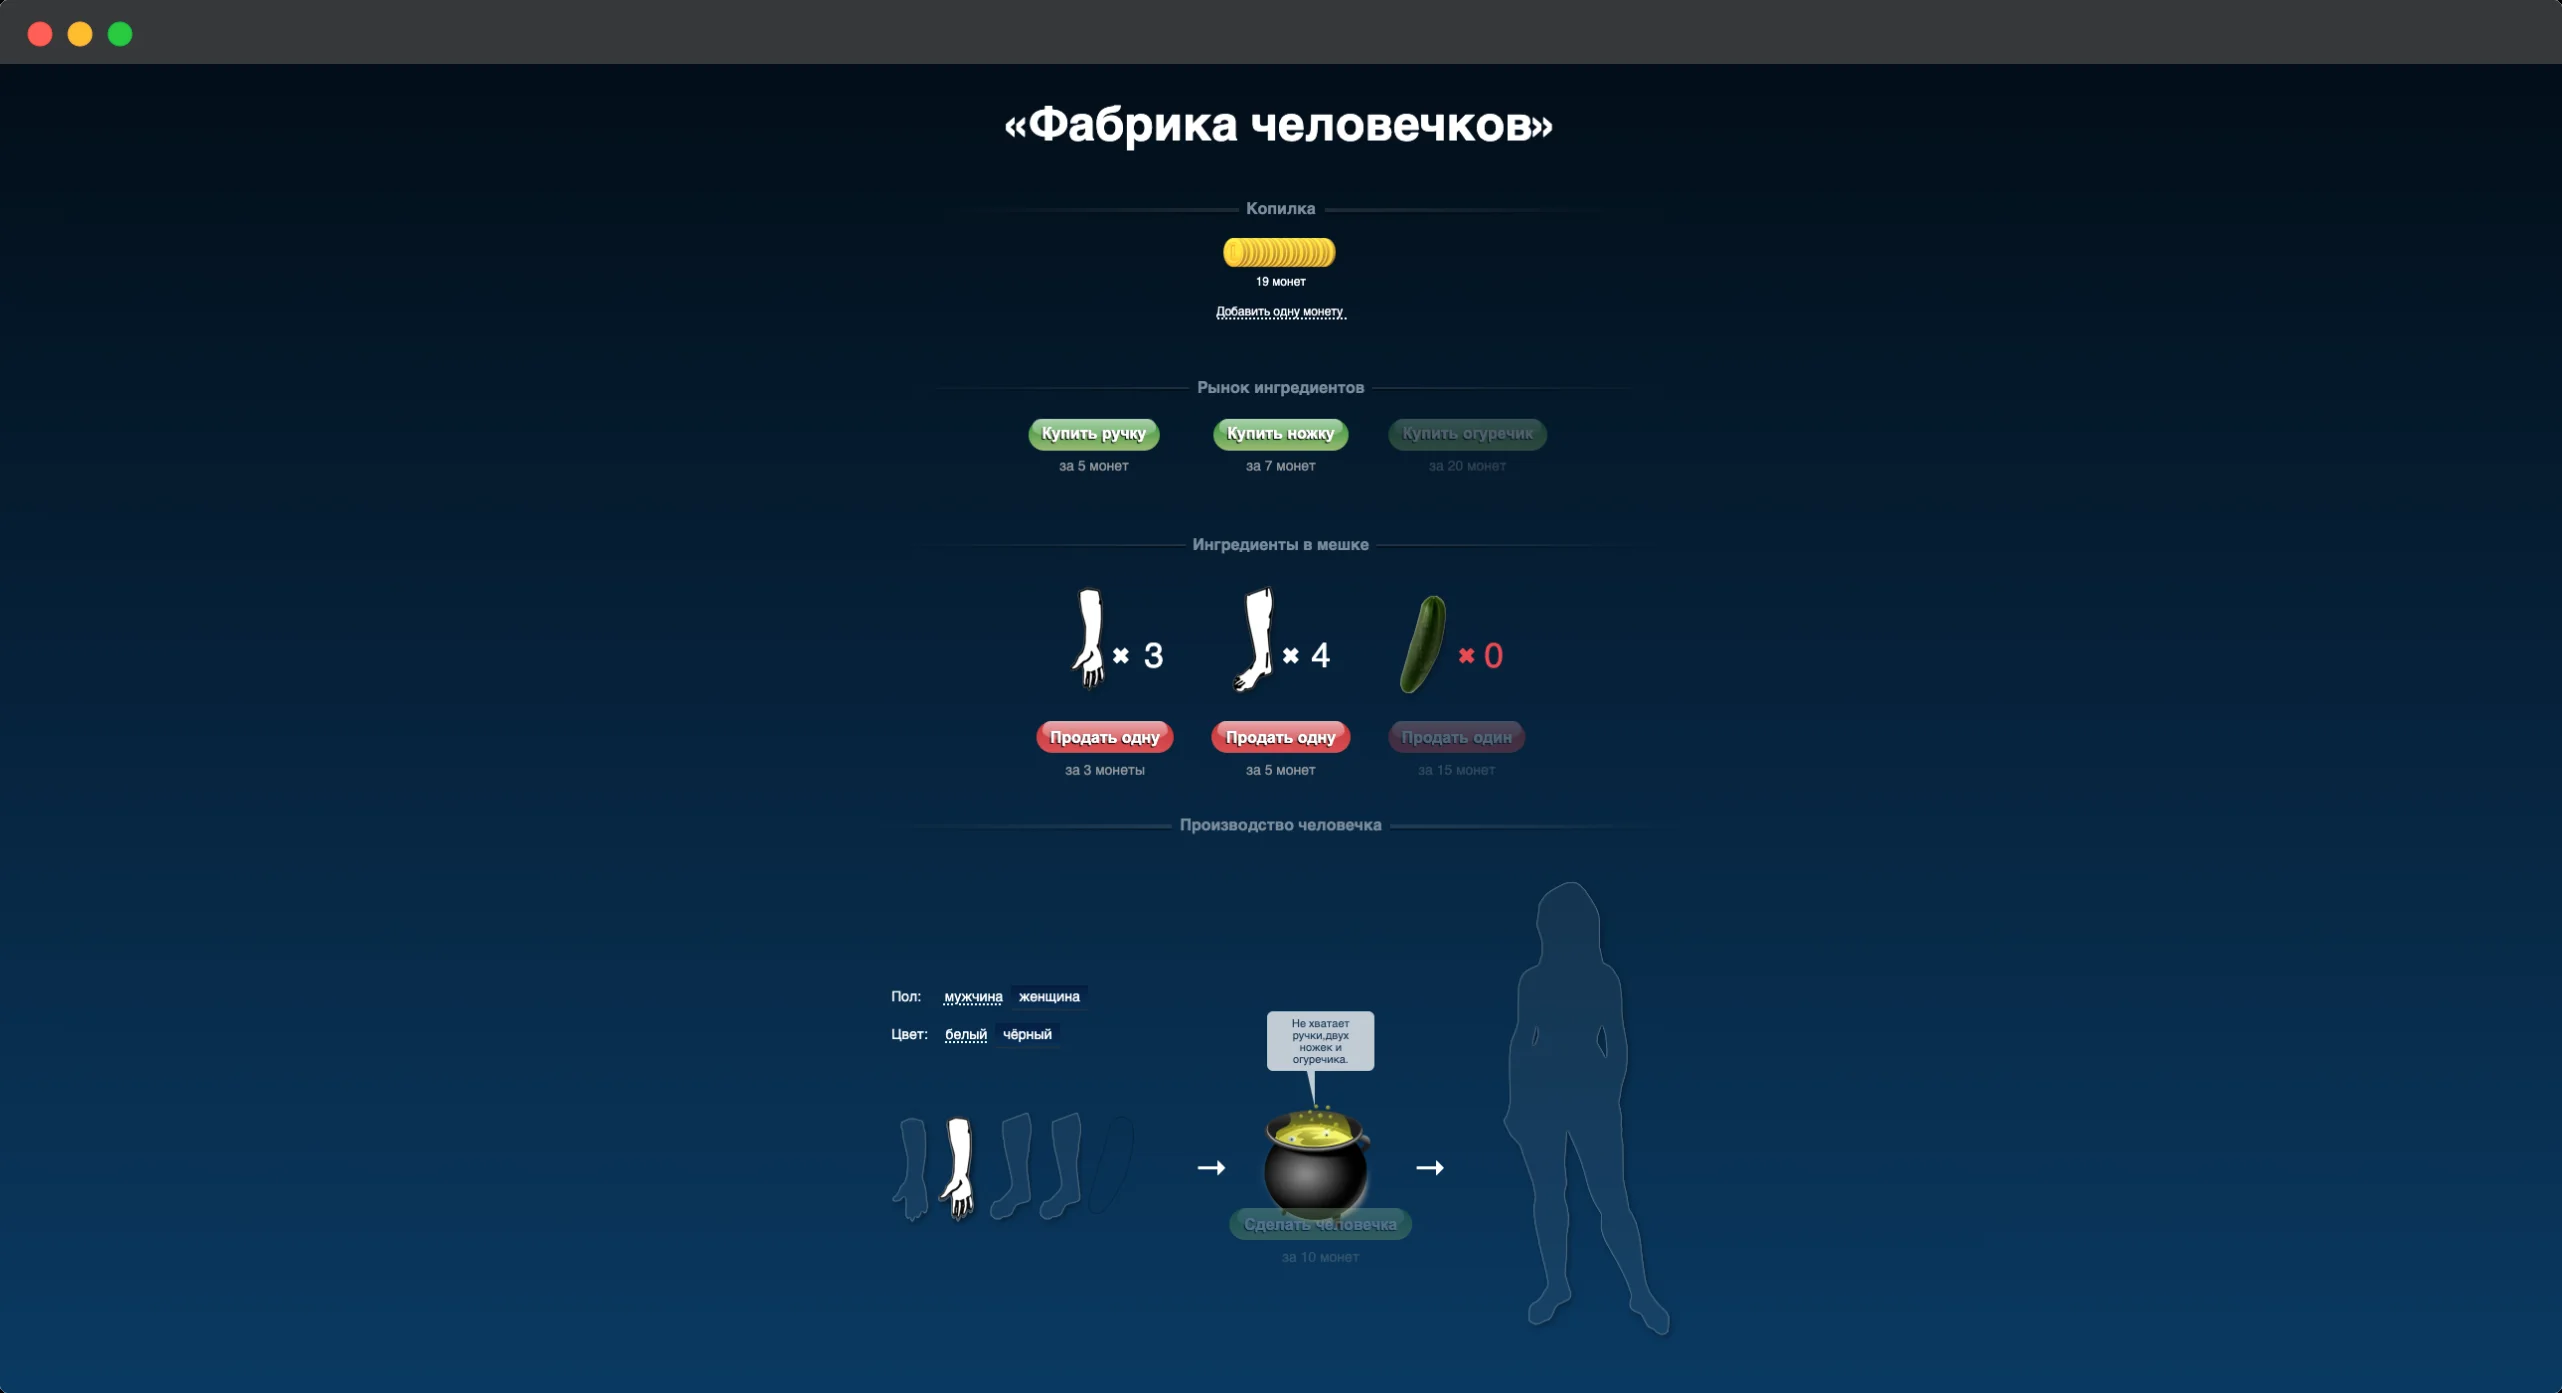 «Фабрика человечков»
Копилка
19 монет
Добавить одну монету
Рынок ингредиентов
Купить ручку
Купить ножку
Купить огуречик
за 5 монет
за 7 монет
за 20 монет
Ингредиенты в мешке
× 3
× 4
× 0
Продать одну
Продать одну
Продать один
за 3 монеты
за 5 монет
за 15 монет
Производство человечка
Пол: мужчина женщина
Цвет: белый чёрный
Не хватает
ручки,двух
ножек и
огуречика.
Сделать человечка
за 10 монет